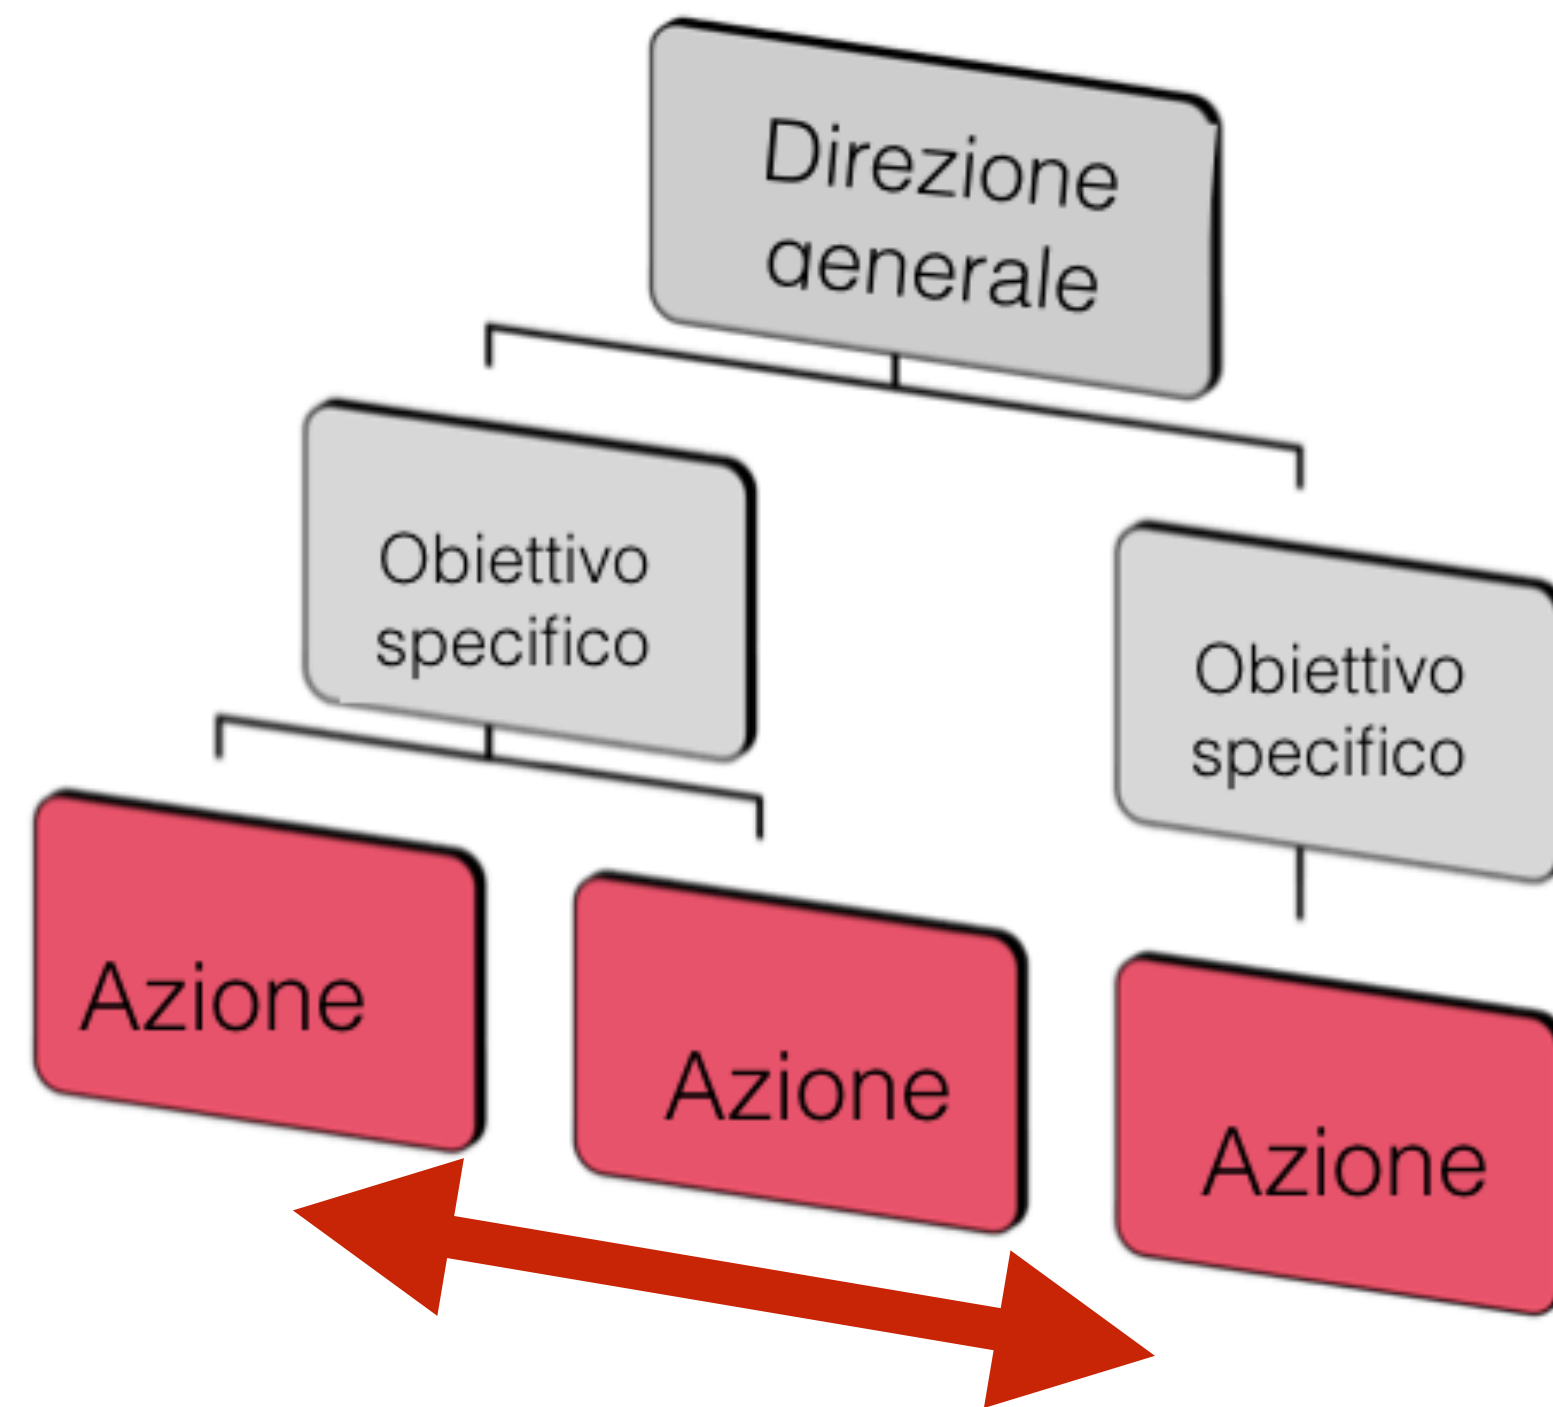 Direzione
generale
Obiettivo
specifico
Obiettivo
specifico
Azione
Azione
Azione